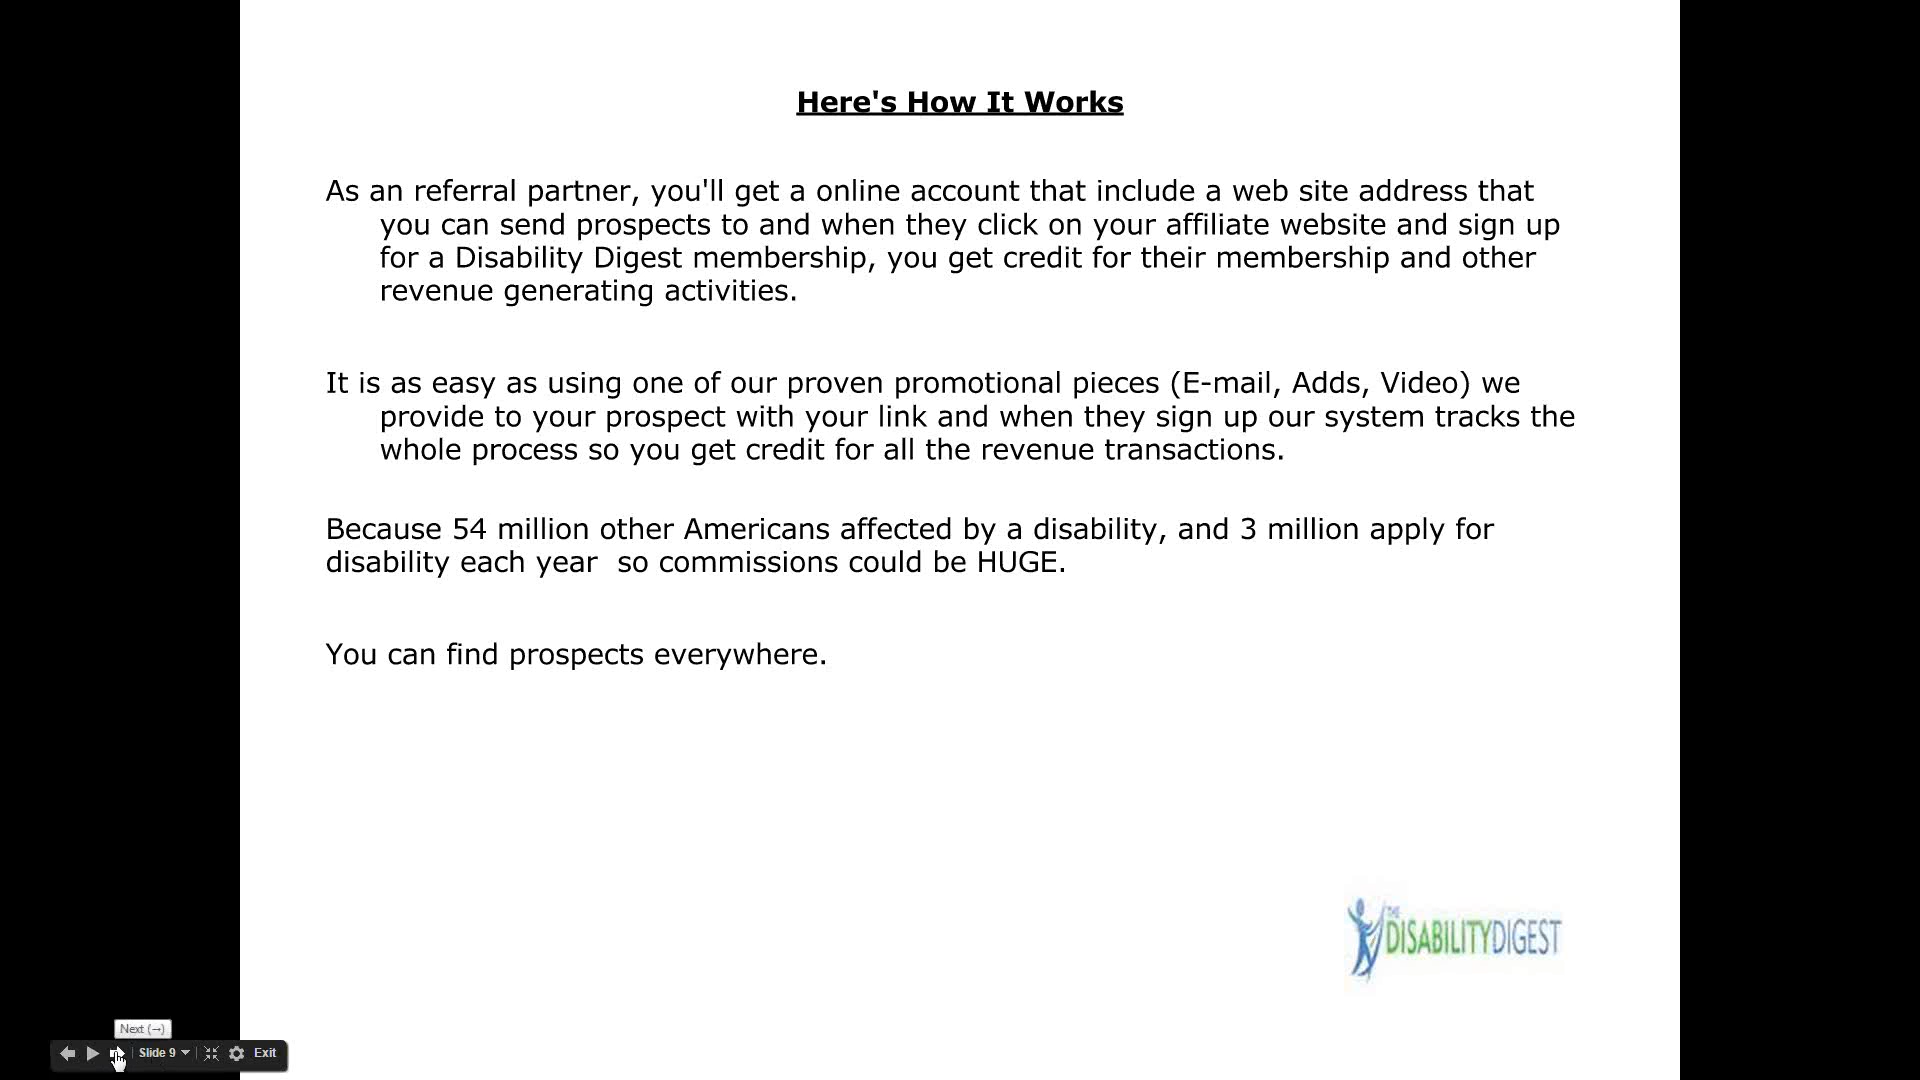 Here's How It Works
As an referral partner, you'll get a online account that include a web site address that
you can send prospects to and when they click on your affiliate website and sign up
for a Disability Digest membership, you get credit for their membership and other
revenue generating activities.
It is as easy as using one of our proven promotional pieces (E-mail, Adds, Video) we
provide to your prospect with your link and when they sign up our system tracks the
whole process so you get credit for all the revenue transactions.
Because 54 million other Americans affected by a disability, and 3 million apply for
disability each year  so commissions could be HUGE.
You can find prospects everywhere.
THE
DISABILITYDIGEST
Next (→)
Slide 9
Exit